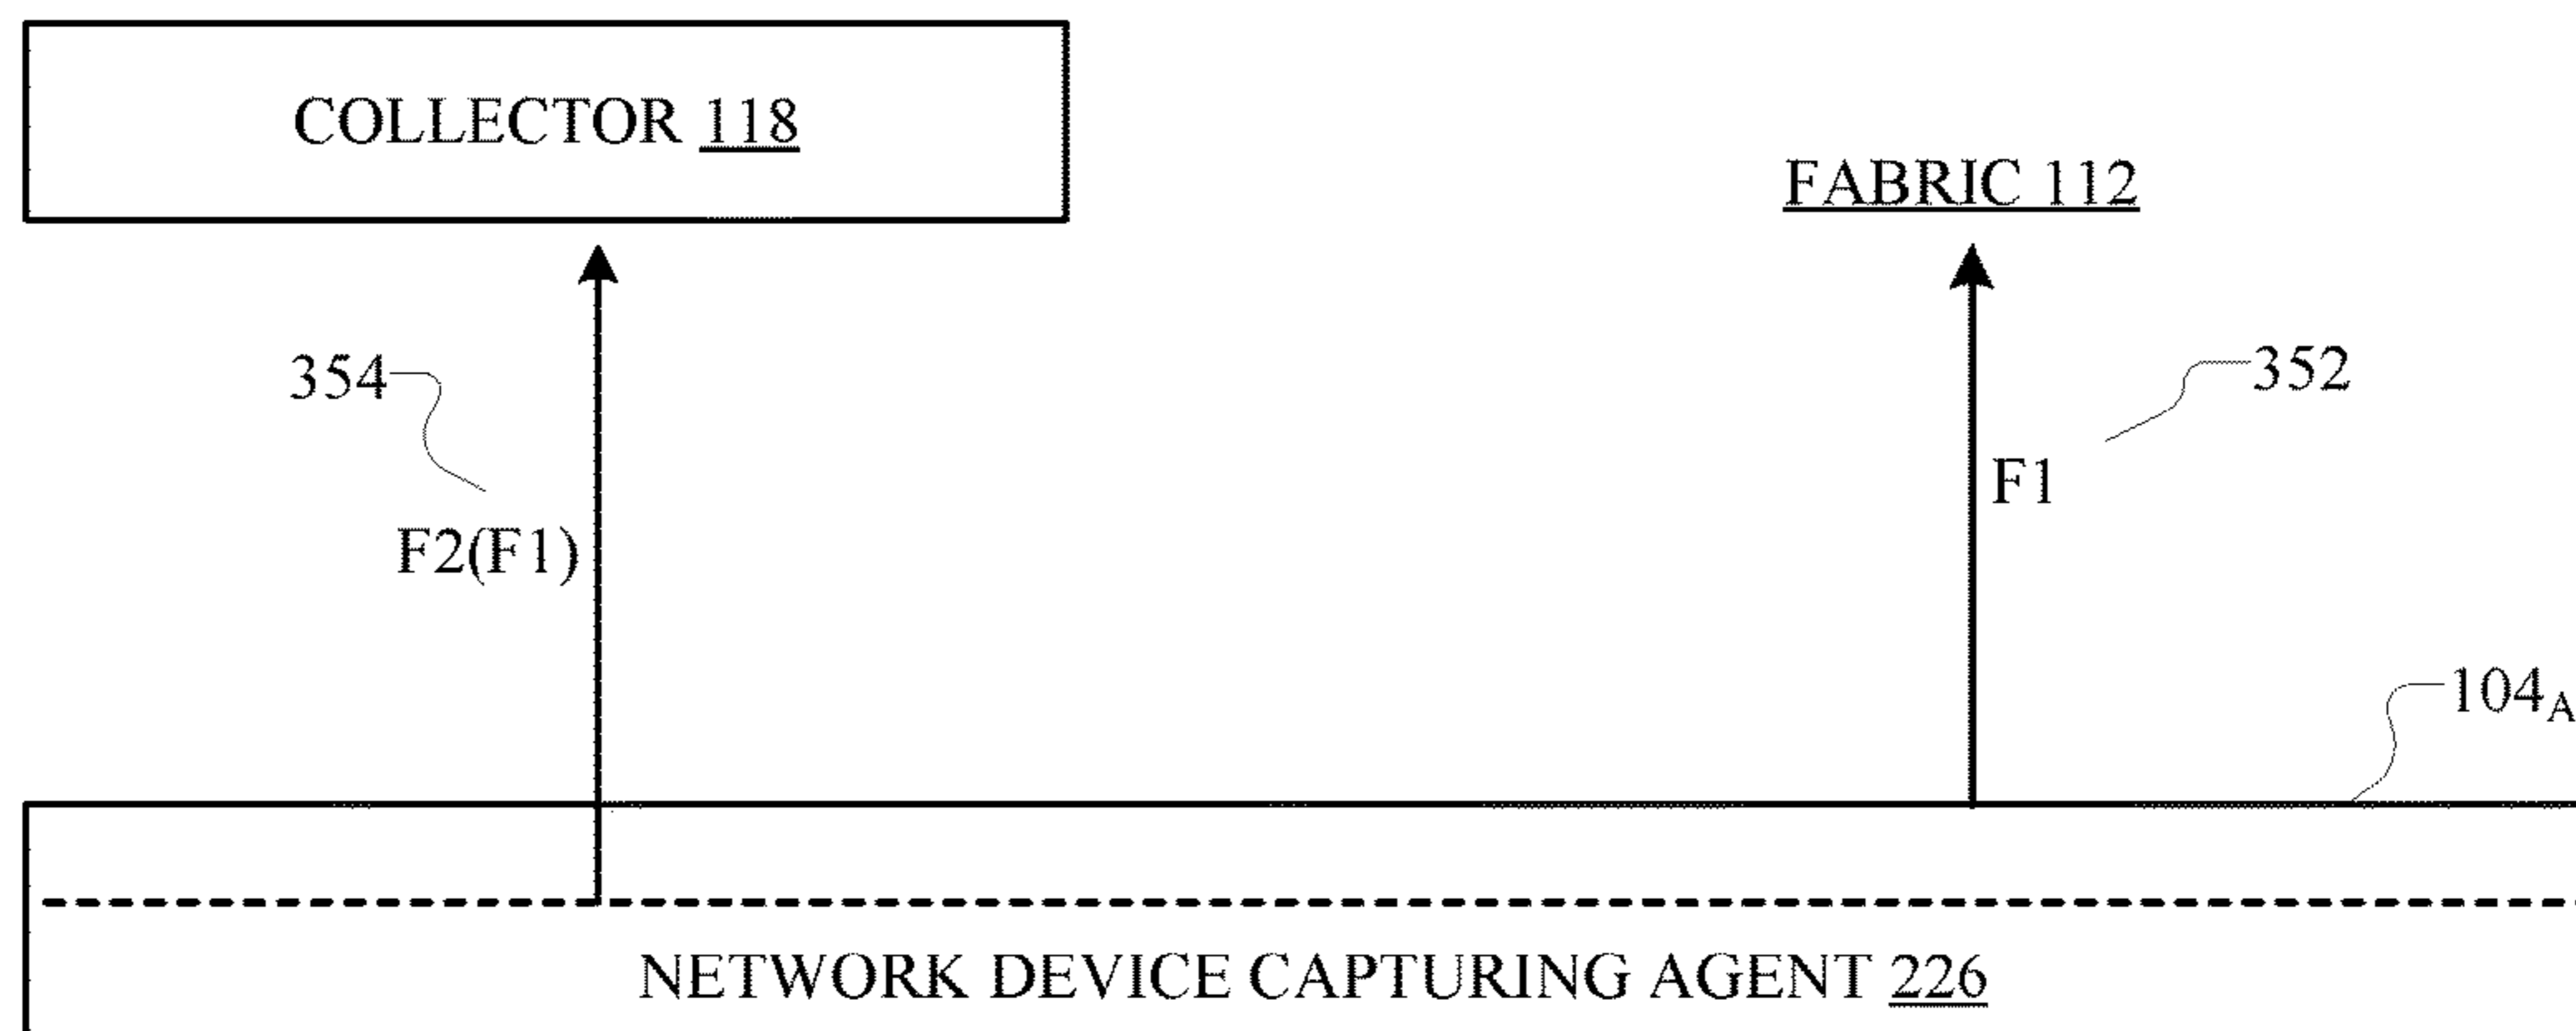 COLLECTOR 118
FABRIC 112
354
352
F1
F2(F1)
104A
NETWORK DEVICE CAPTURING AGENT 226